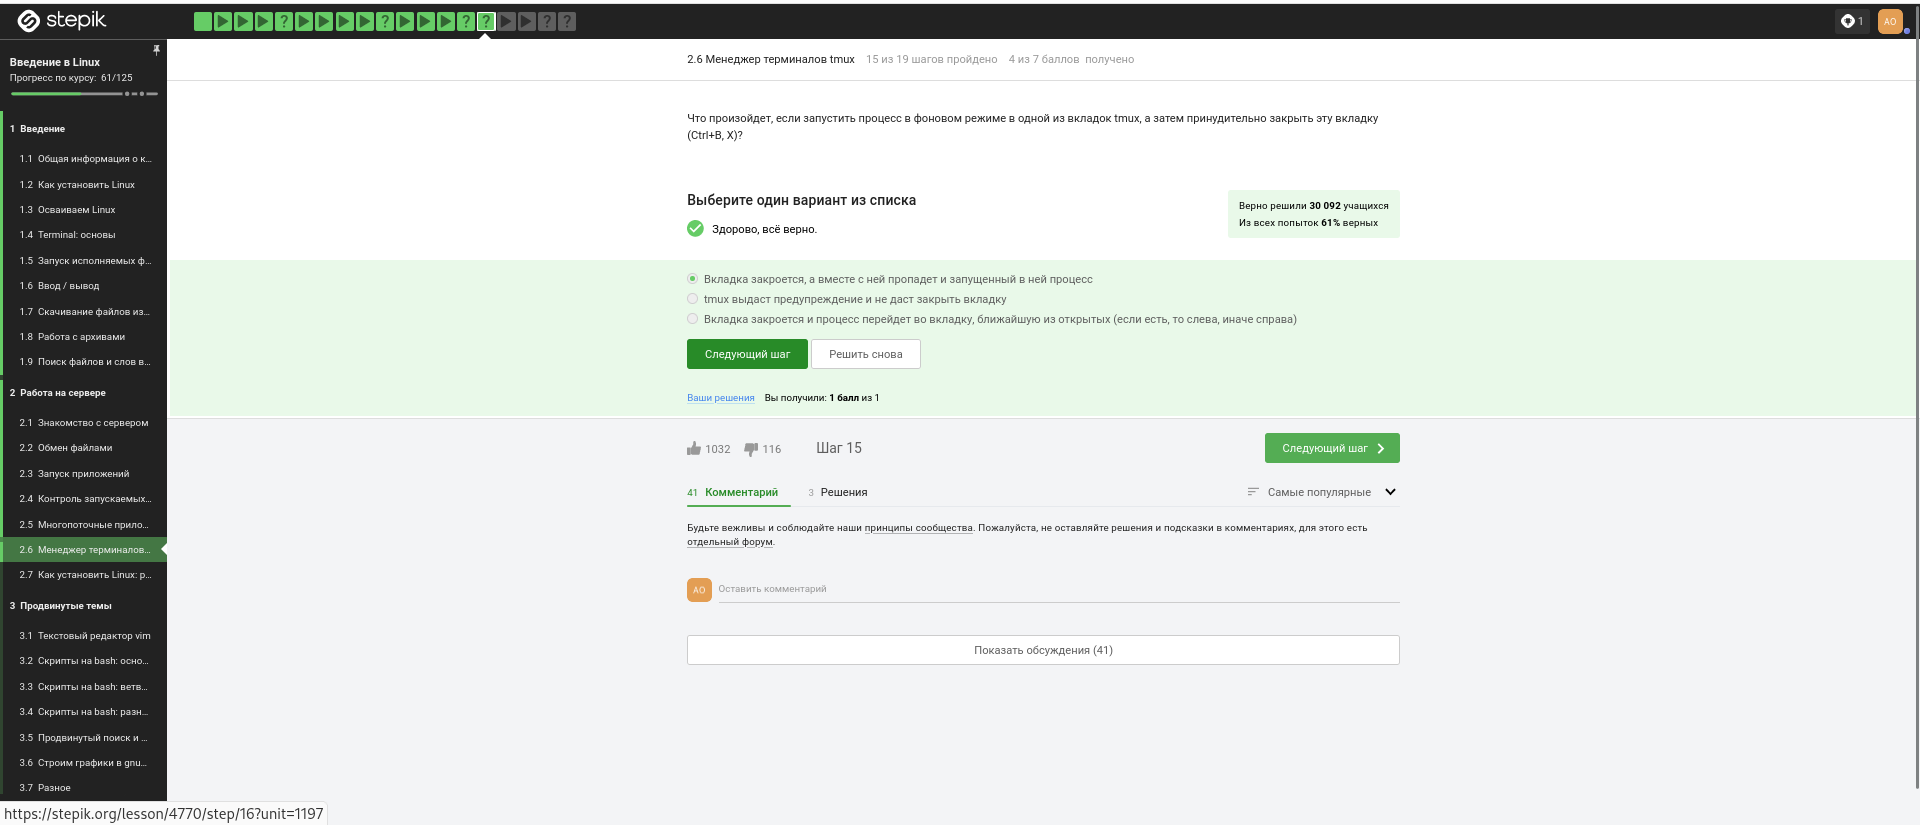 stepik
? ? ? ? ? ?
1
AO
Введение в Linux
Прогресс по курсу: 61/125
1 Введение
1.1 Общая информация о к...
1.2 Как установить Linux
1.3 Осваиваем Linux
1.4 Terminal: основы
1.5 Запуск исполняемых ф...
1.6 Ввод / вывод
1.7 Скачивание файлов из...
1.8 Работа с архивами
1.9 Поиск файлов и слов в...
2 Работа на сервере
2.1 Знакомство с сервером
2.2 Обмен файлами
2.3 Запуск приложений
2.4 Контроль запускаемых...
2.5 Многопоточные прило...
2.6 Менеджер терминалов...
2.7 Как установить Linux: р...
3 Продвинутые темы
3.1 Текстовый редактор vim
3.2 Скрипты на bash: осно...
3.3 Скрипты на bash: ветв...
3.4 Скрипты на bash: разн...
3.5 Продвинутый поиск и ...
3.6 Строим графики в gnu...
3.7 Разное
https://stepik.org/lesson/4770/step/16?unit=1197
2.6 Менеджер терминалов tmux 15 из 19 шагов пройдено 4 из 7 баллов получено
Что произойдет, если запустить процесс в фоновом режиме в одной из вкладок tmux, а затем принудительно закрыть эту вкладку
(Ctrl+B, X)?
Выберите один вариант из списка
Здорово, всё верно.
Верно решили 30 092 учащихся
Из всех попыток 61% верных
Вкладка закроется, а вместе с ней пропадет и запущенный в ней процесс
tmux выдаст предупреждение и не даст закрыть вкладку
Вкладка закроется и процесс перейдет во вкладку, ближайшую из открытых (если есть, то слева, иначе справа)
Следующий шаг Решить снова
Ваши решения Вы получили: 1 балл из 1
1032 116 Шаг 15 Следующий шаг
41 Комментарий 3 Решения Самые популярные
Будьте вежливы и соблюдайте наши принципы сообщества. Пожалуйста, не оставляйте решения и подсказки в комментариях, для этого есть
отдельный форум.
AO Оставить комментарий
Показать обсуждения (41)